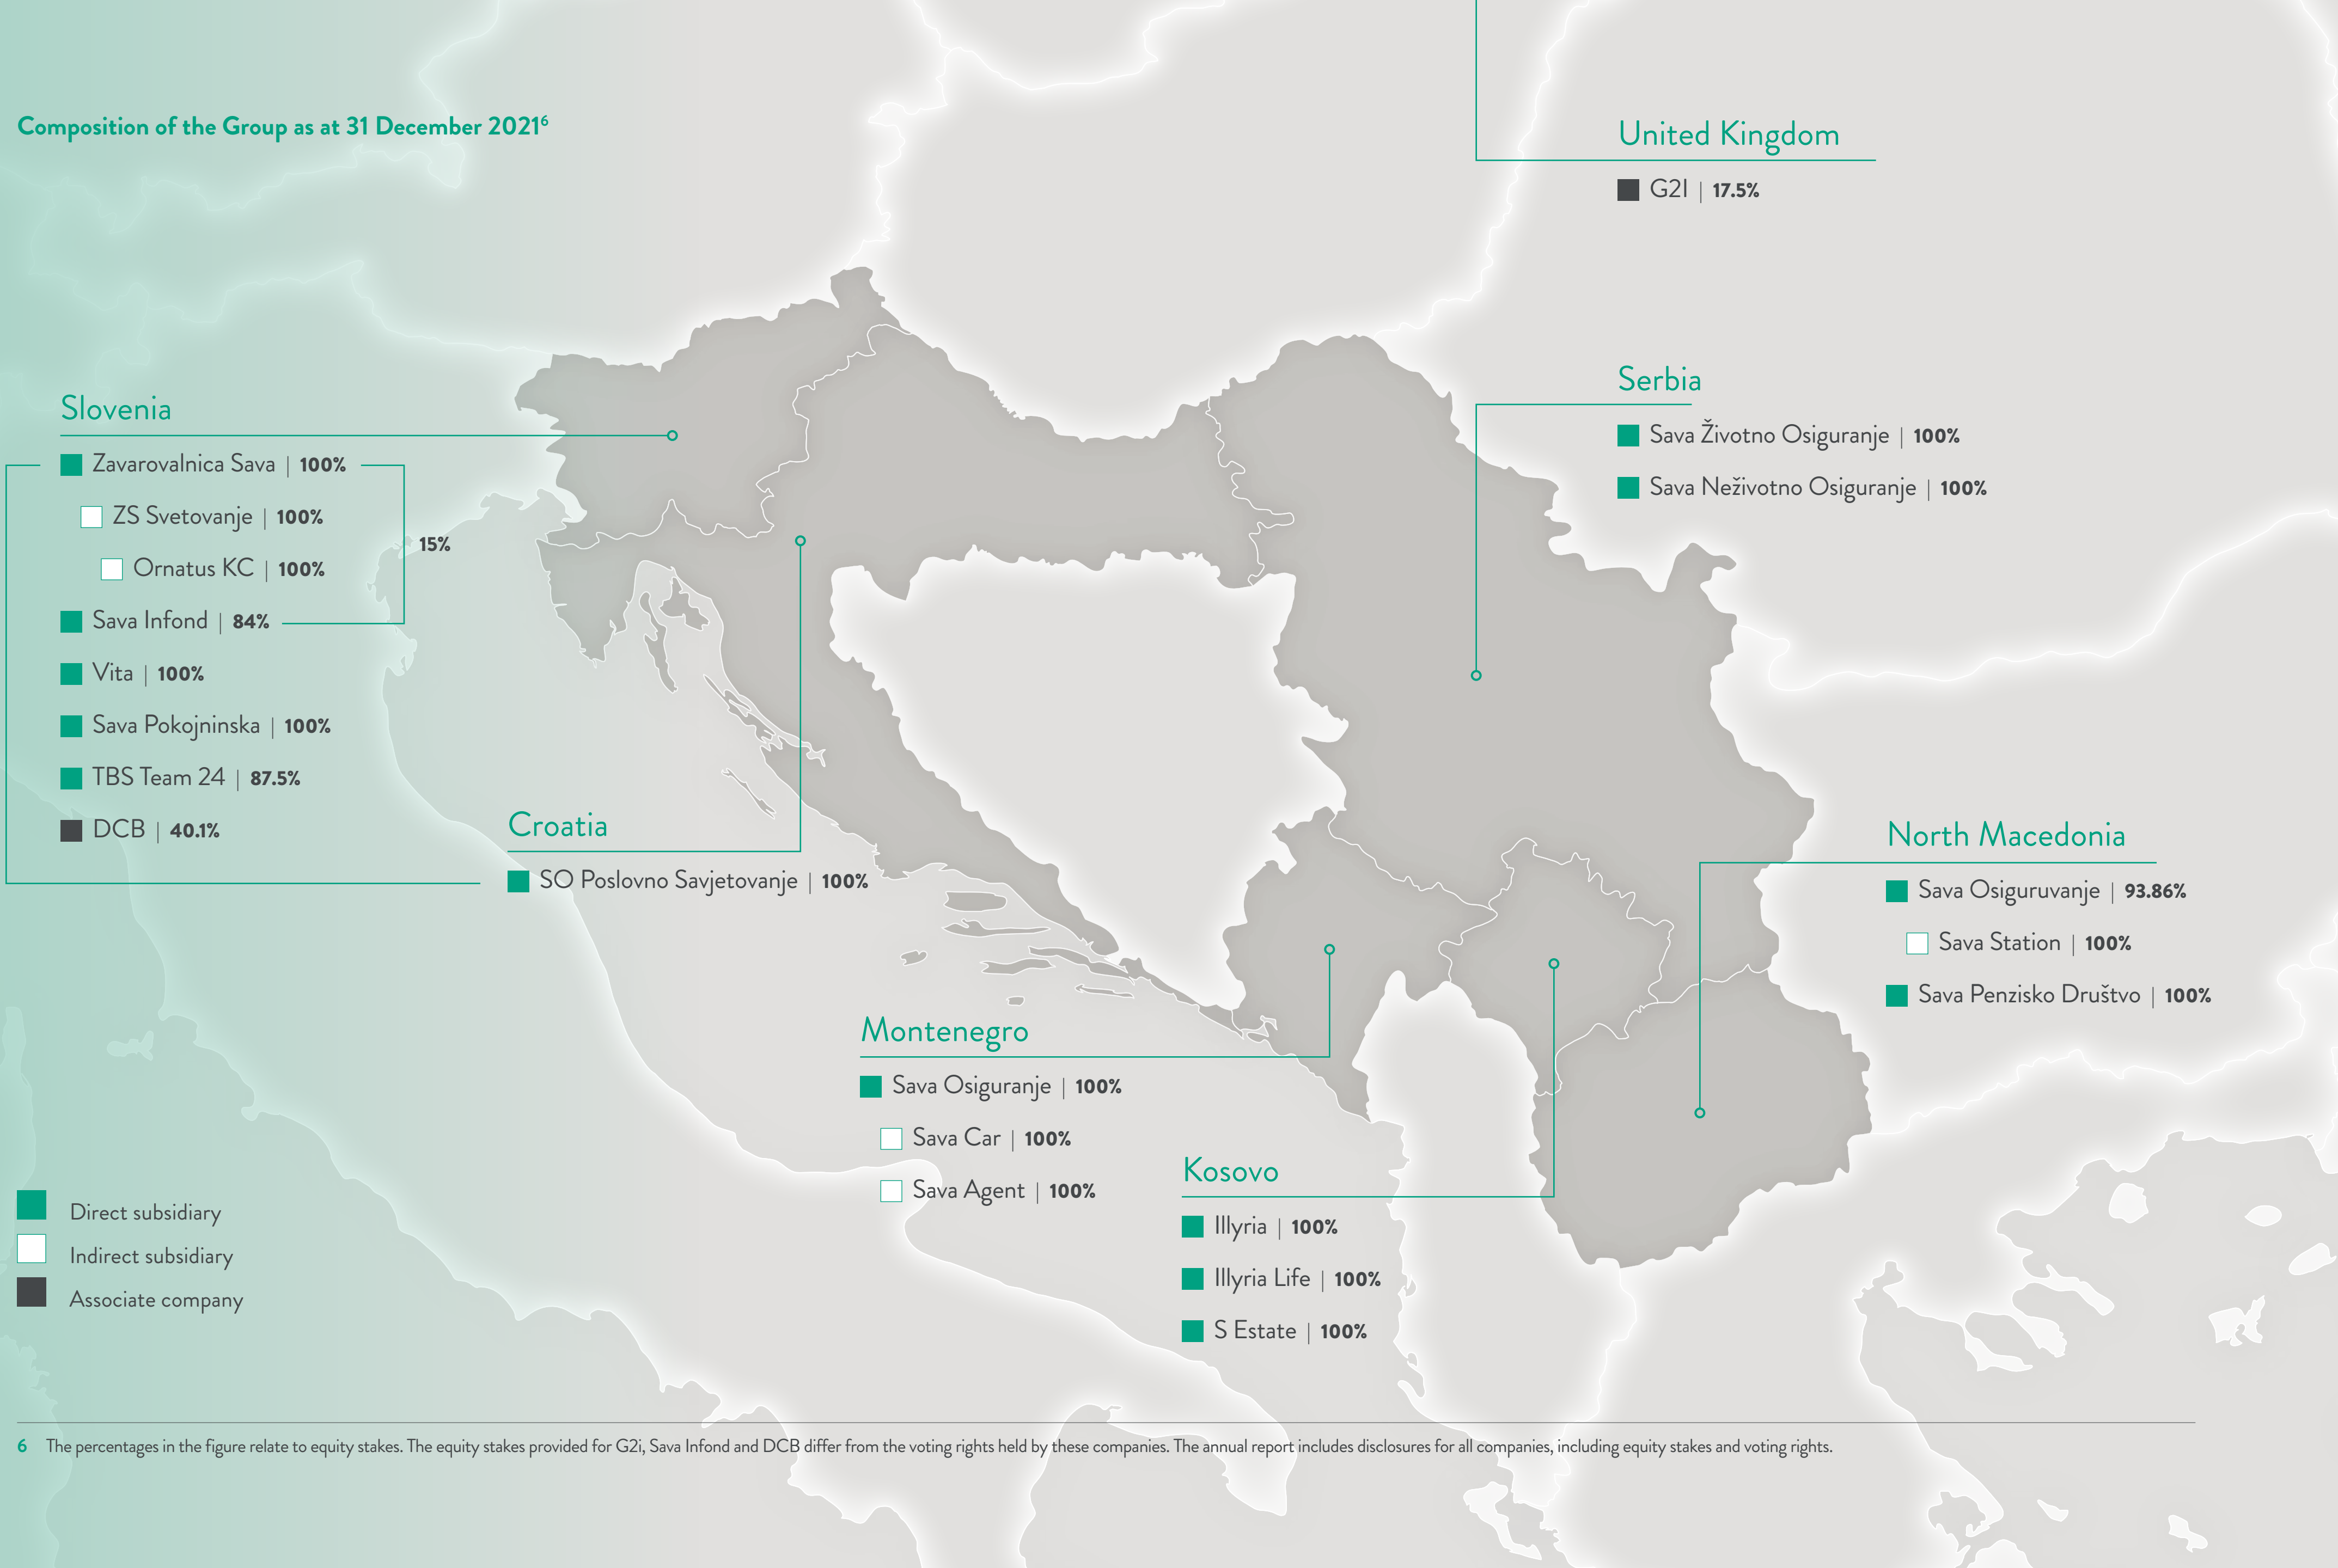 Composition of the Group as at 31 December 2021⁶
United Kingdom
G2I | 17.5%
Serbia
Sava Životno Osiguranje | 100%
Sava Neživotno Osiguranje | 100%
Slovenia
Zavarovalnica Sava | 100%
ZS Svetovanje | 100%
15%
Ornatus KC | 100%
Sava Infond | 84%
Vita | 100%
Sava Pokojninska | 100%
TBS Team 24 | 87.5%
DCB | 40.1%
Croatia
SO Poslovno Savjetovanje | 100%
North Macedonia
Sava Osiguruvanje | 93.86%
Sava Station | 100%
Sava Penzisko Društvo | 100%
Montenegro
Sava Osiguranje | 100%
Sava Car | 100%
Sava Agent | 100%
Kosovo
Illyria | 100%
Illyria Life | 100%
S Estate | 100%
Direct subsidiary
Indirect subsidiary
Associate company
6 The percentages in the figure relate to equity stakes. The equity stakes provided for G2i, Sava Infond and DCB differ from the voting rights held by these companies. The annual report includes disclosures for all companies, including equity stakes and voting rights.